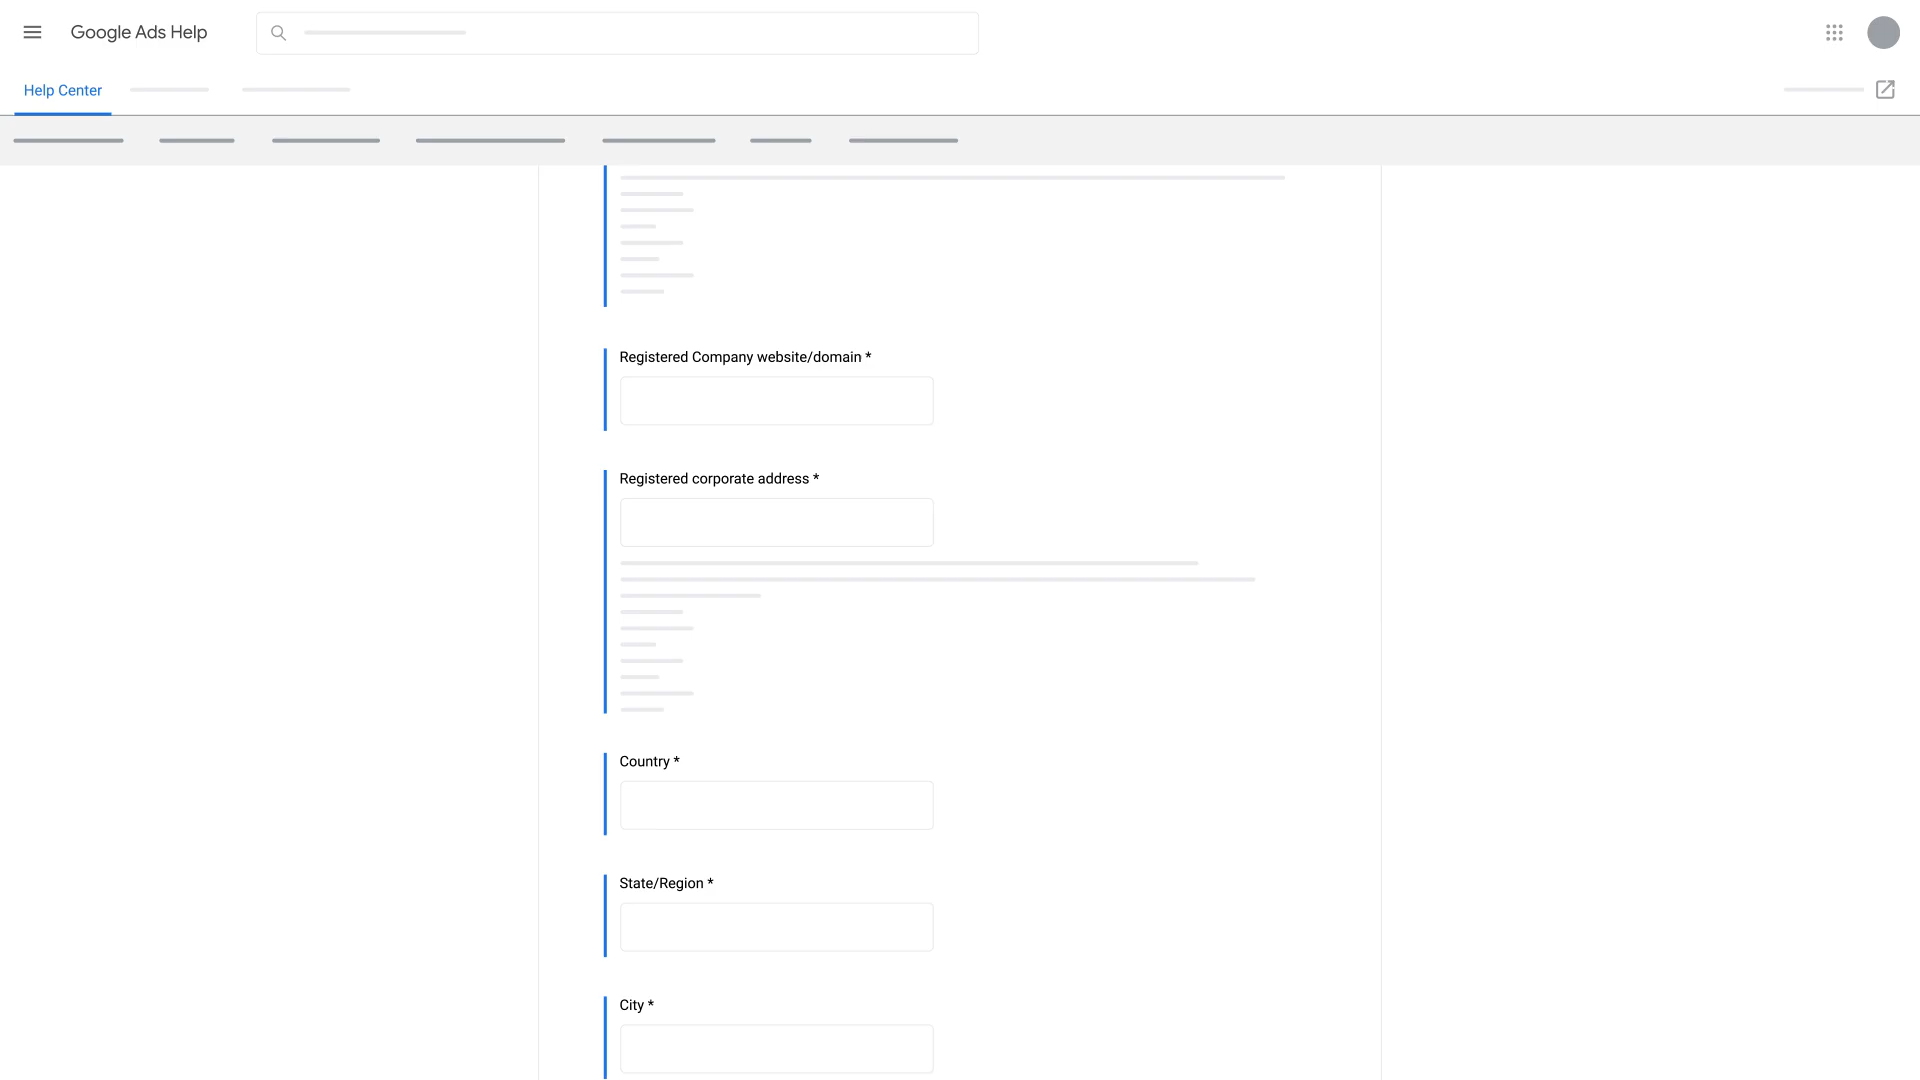 Google Ads Help
Help Center
Registered Company website/domain *
Registered corporate address *
Country *
State/Region *
City *